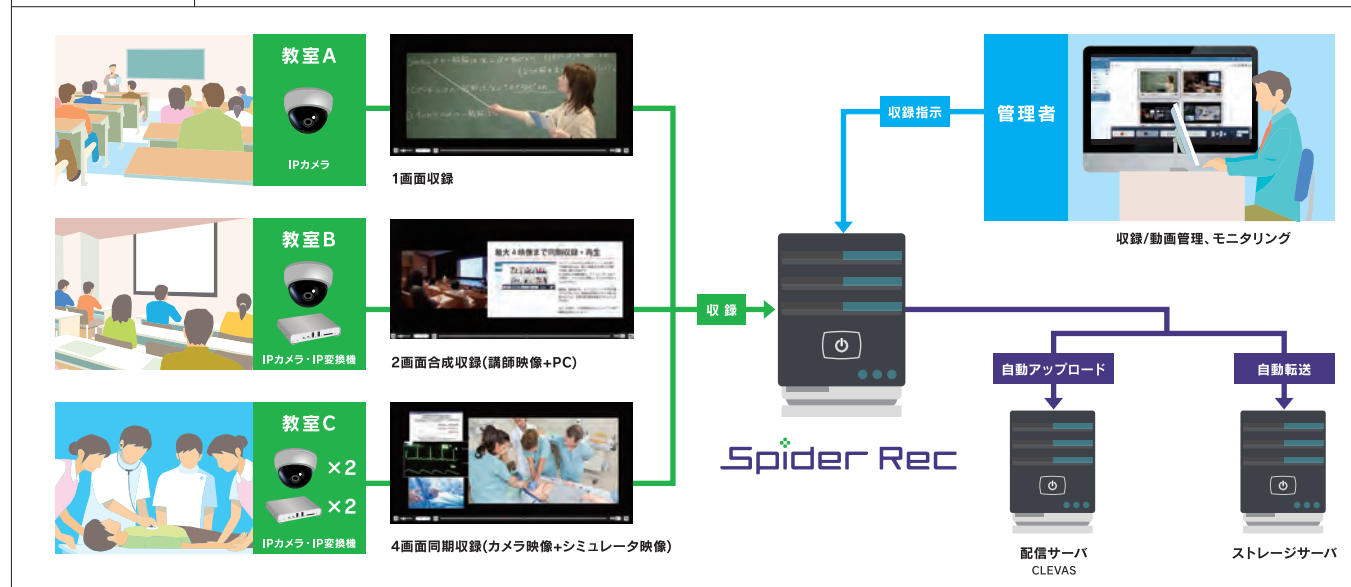 教室A
IPカメラ
1画面収録
教室B
IPカメラ・IP変換機
最大4映像まで同期収録・再生
2画面合成収録(講師映像+PC)
教室C
×2
×2
IPカメラ・IP変換機
4画面同期収録(カメラ映像+シミュレータ映像)
収録
収録指示
管理者
収録/動画管理、モニタリング
Spider Rec
自動アップロード
自動転送
配信サーバ
CLEVAS
ストレージサーバ